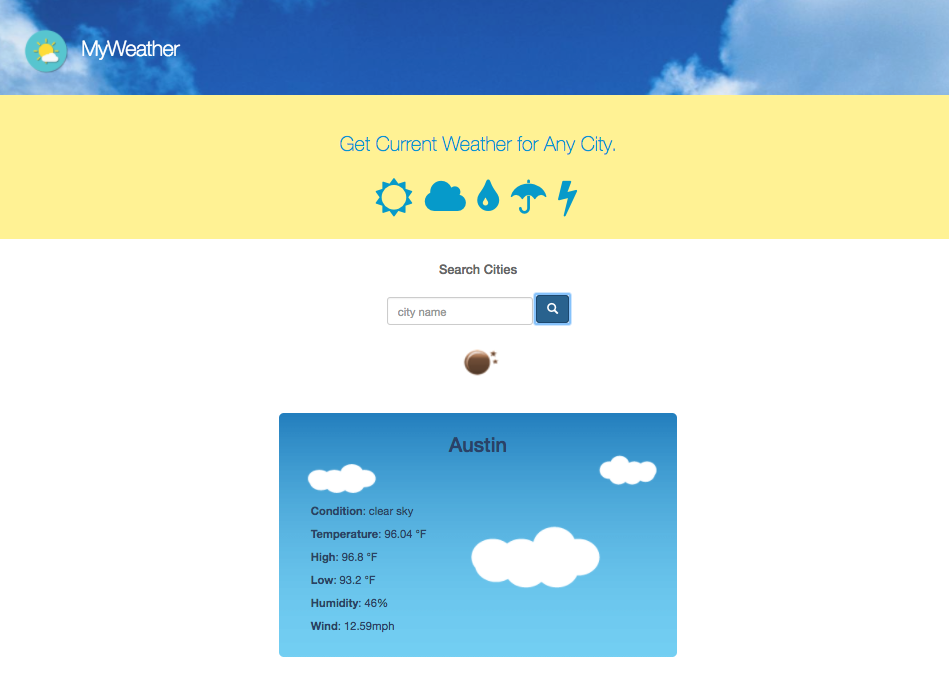 MyWeather
Get Current Weather for Any City.
Search Cities
city name
Austin
Condition: clear sky
Temperature: 96.04 °F
High: 96.8 °F
Low: 93.2 °F
Humidity: 46%
Wind: 12.59mph